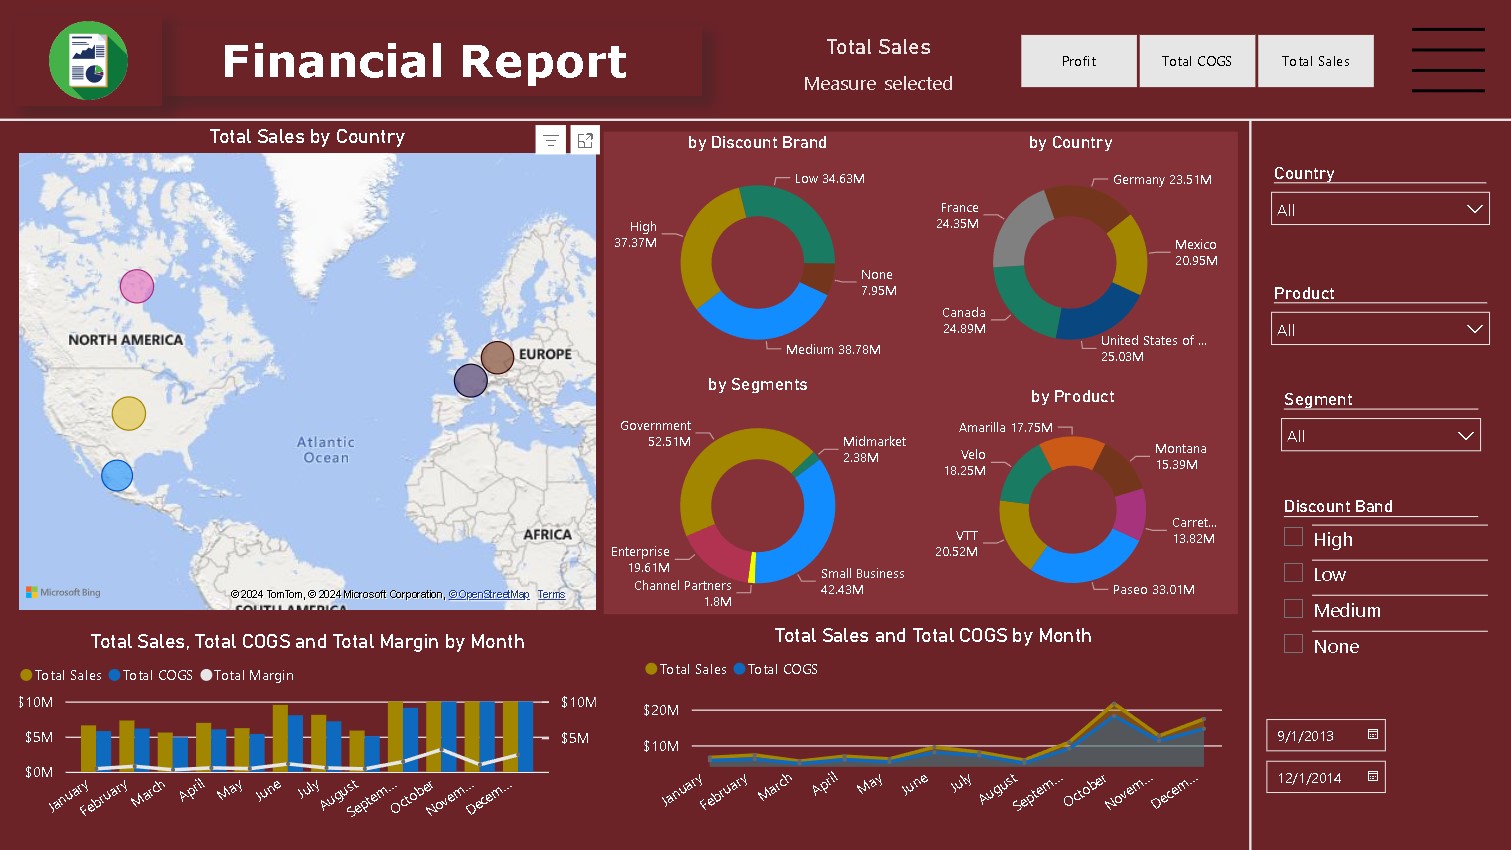 Financial Report
Total Sales
Measure selected
Profit
Total COGS
Total Sales
Total Sales by Country
NORTH AMERICA
EUROPE
Atlantic
Ocean
AFRICA
SOUTH AMERICA
Microsoft Bing
© 2024 TomTom, © 2024 Microsoft Corporation, © OpenStreetMap Terms
by Discount Brand
Low 34.63M
High
37.37M
None
7.95M
Medium 38.78M
by Country
Germany 23.51M
France
24.35M
Mexico
20.95M
Canada
24.89M
United States of ...
25.03M
by Segments
Government
52.51M
Midmarket
2.38M
Enterprise
19.61M
Channel Partners
1.8M
Small Business
42.43M
by Product
Amarilla 17.75M
Velo
18.25M
Montana
15.39M
VTT
20.52M
Carret...
13.82M
Paseo 33.01M
Country
All
Product
All
Segment
All
Discount Band
High
Low
Medium
None
9/1/2013
12/1/2014
Total Sales, Total COGS and Total Margin by Month
Total Sales Total COGS Total Margin
$10M
$5M
$0M
$10M
$5M
January
February
March
April
May
June
July
August
Septem...
October
Novem...
Decem...
Total Sales and Total COGS by Month
Total Sales Total COGS
$20M
$10M
January
February
March
April
May
June
July
August
Septem...
October
Novem...
Decem...